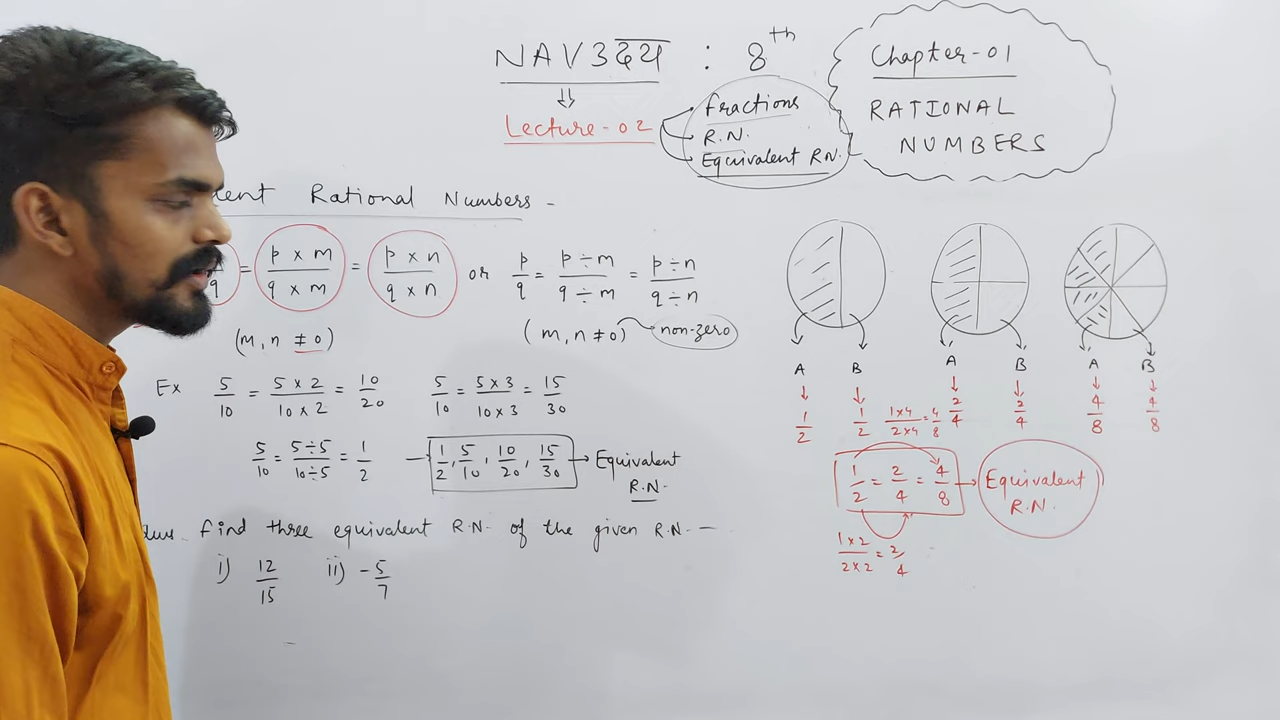 NAV3दय : 8th
⇓
Lecture-02
Fractions
R.N.
Equivalent R.N.
Chapter-01
RATIONAL
NUMBERS
Rational Numbers -
q = p × m / q × m = p × n / q × n or p/q = p ÷ m / q ÷ m = p ÷ n / q ÷ n
(m, n ≠ 0) (m, n ≠ 0) non-zero
Ex 5/10 = 5 × 2 / 10 × 2 = 10/20 5/10 = 5 × 3 / 10 × 3 = 15/30
5/10 = 5÷5 / 10÷5 = 1/2 — 1/2, 5/10, 10/20, 15/30 → Equivalent
R.N.
Find three equivalent R.N. of the given R.N. —
i) 12/15 ii) -5/7
A B A B A B
1/2 1/2 2/4 2/4 4/8 4/8
1×4 / 2×4 = 4/8
1/2 = 2/4 = 4/8 → Equivalent
R.N.
1×2 / 2×2 = 2/4